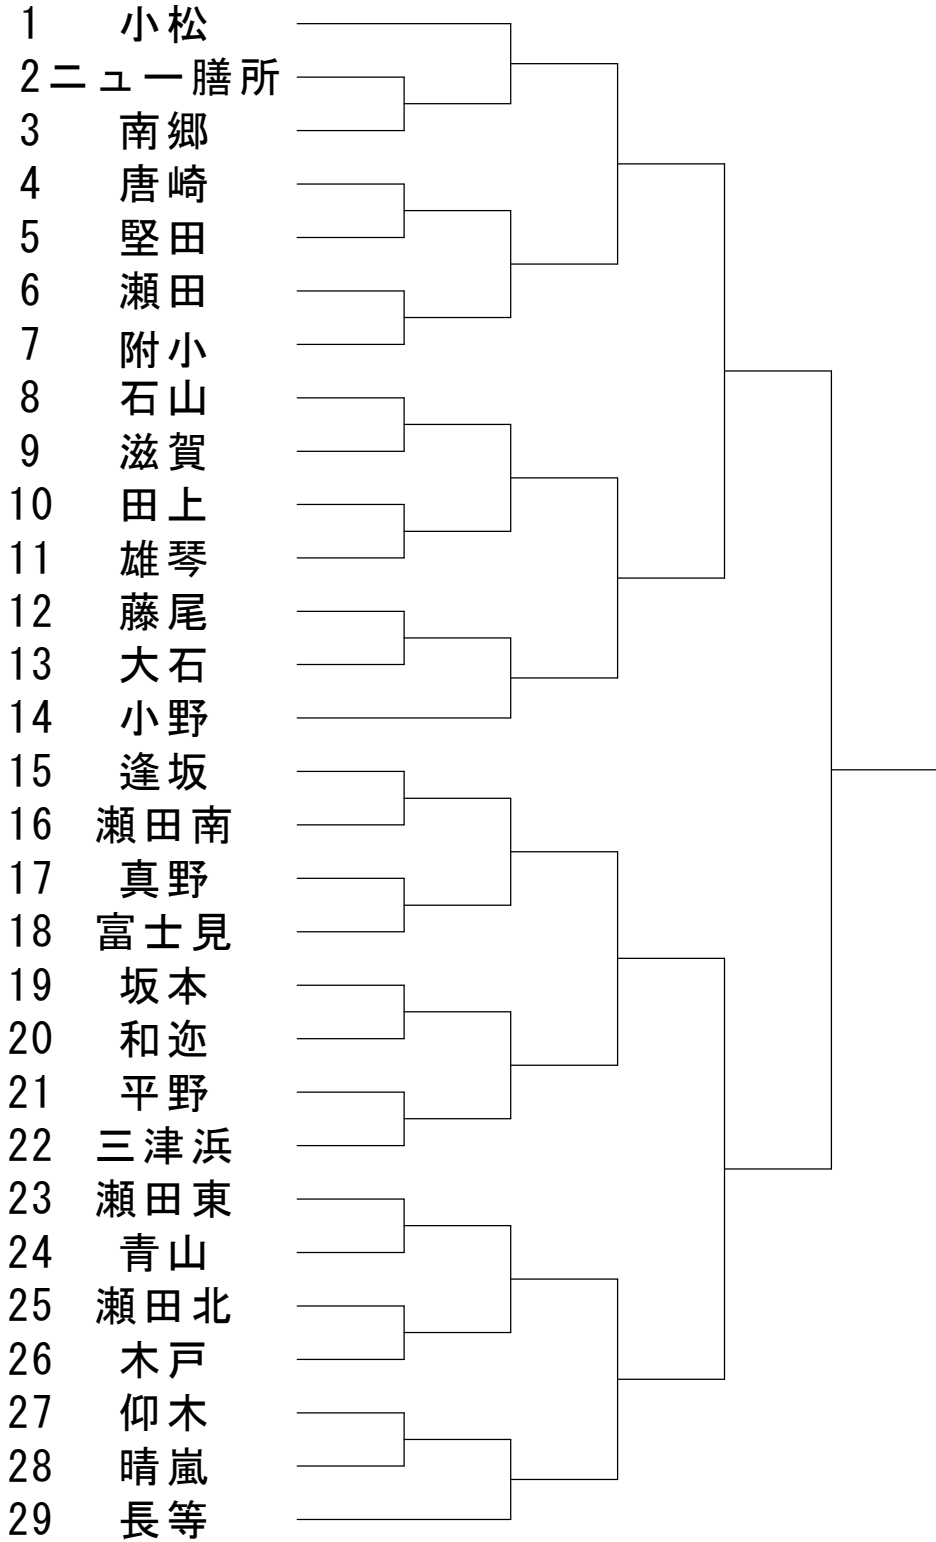 1 小松
2 ニュー膳所
3 南郷
4 唐崎
5 堅田
6 瀬田
7 附小
8 石山
9 滋賀
10 田上
11 雄琴
12 藤尾
13 大石
14 小野
15 逢坂
16 瀬田南
17 真野
18 富士見
19 坂本
20 和迩
21 平野
22 三津浜
23 瀬田東
24 青山
25 瀬田北
26 木戸
27 仰木
28 晴嵐
29 長等